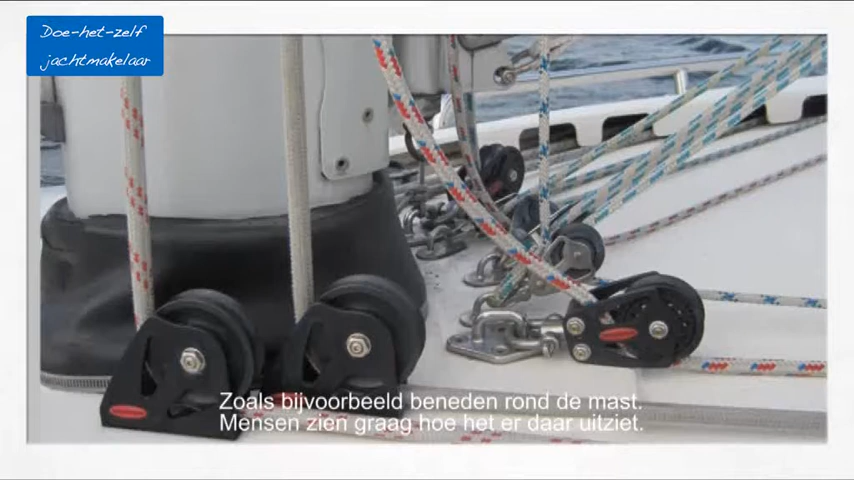 Doe-het-zelf
jachtmakelaar
Zoals bijvoorbeeld beneden rond de mast.
Mensen zien graag hoe het er daar uitziet.